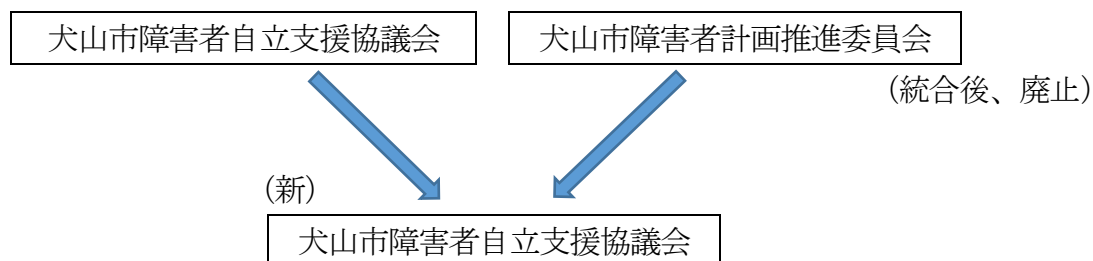 犬山市障害者自立支援協議会
犬山市障害者計画推進委員会
(統合後、廃止)
(新)
犬山市障害者自立支援協議会